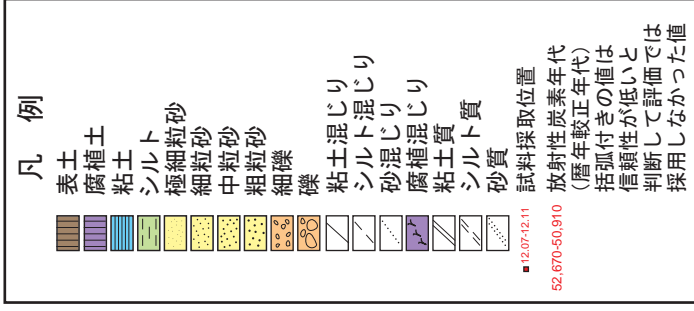 凡 例
表土
腐植土
粘土
シルト
極細粒砂
細粒砂
中粒砂
粗粒砂
細礫
礫
粘土混じり
シルト混じり
砂混じり
腐植混じり
粘土質
シルト質
砂質
12.07-12.11 試料採取位置
52,670-50,910 放射性炭素年代
(暦年較正年代)
括弧付きの値は
信頼性が低いと
判断して評価では
採用しなかった値